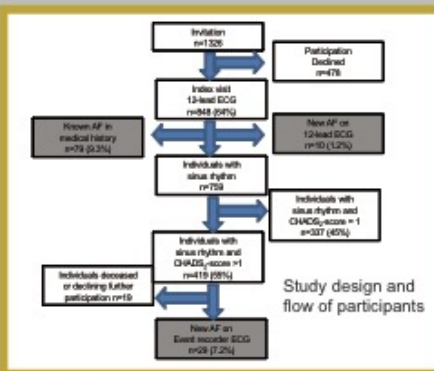 Invitation
n=1326
Participation
Declined
n=478
Index visit
12-lead ECG
n=848 (64%)
Known AF in
medical history
n=79 (9.3%)
New AF on
12-lead ECG
n=10 (1.2%)
Individuals with
sinus rhythm
n=759
Individuals with
sinus rhythm and
CHADS₂-score = 1
n=337 (45%)
Individuals with
sinus rhythm and
CHADS₂-score >1
n=419 (55%)
Individuals deceased
or declining further
participation n=19
Study design and
flow of participants
New AF on
Event recorder ECG
n=29 (7.2%)